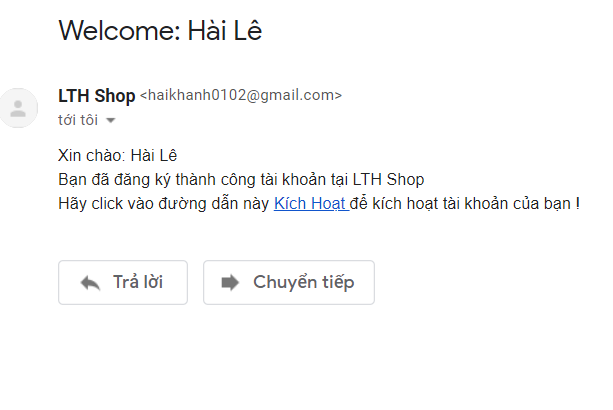 Welcome: Hài Lê
LTH Shop <haikhanh0102@gmail.com>
tới tôi
Xin chào: Hài Lê
Bạn đã đăng ký thành công tài khoản tại LTH Shop
Hãy click vào đường dẫn này Kích Hoạt để kích hoạt tài khoản của bạn !
Trả lời Chuyển tiếp